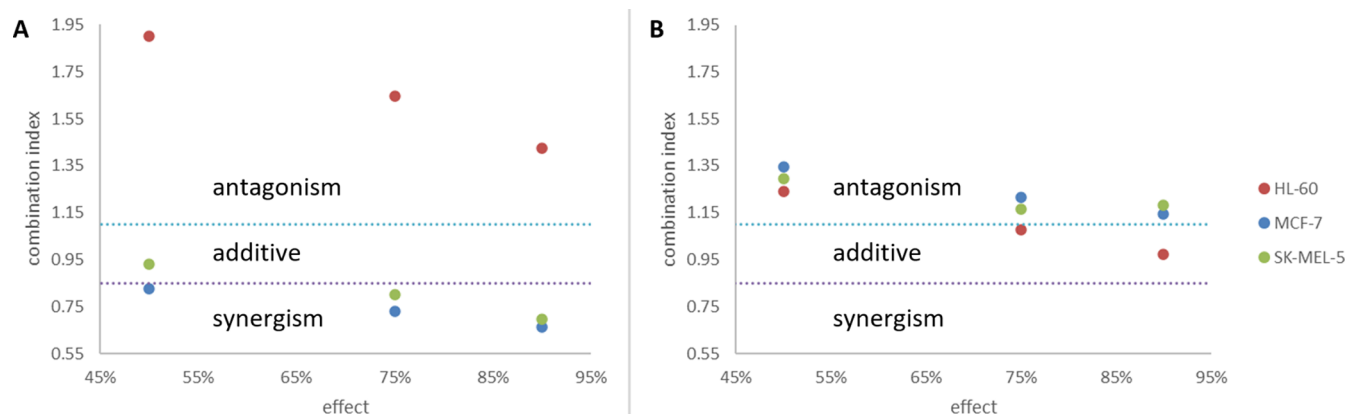 A
combination index
1.95
1.75
1.55
1.35
1.15
0.95
0.75
0.55
antagonism
additive
synergism
45%
55%
65%
75%
85%
95%
effect
B
combination index
1.95
1.75
1.55
1.35
1.15
0.95
0.75
0.55
antagonism
additive
synergism
45%
55%
65%
75%
85%
95%
effect
HL-60
MCF-7
SK-MEL-5